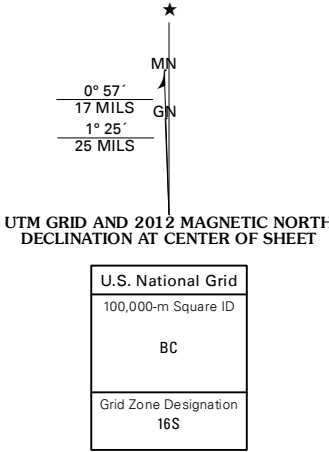 ★
MN
0° 57´
17 MILS
GN
1° 25´
25 MILS
UTM GRID AND 2012 MAGNETIC NORTH
DECLINATION AT CENTER OF SHEET
U.S. National Grid
100,000-m Square ID
BC
Grid Zone Designation
16S